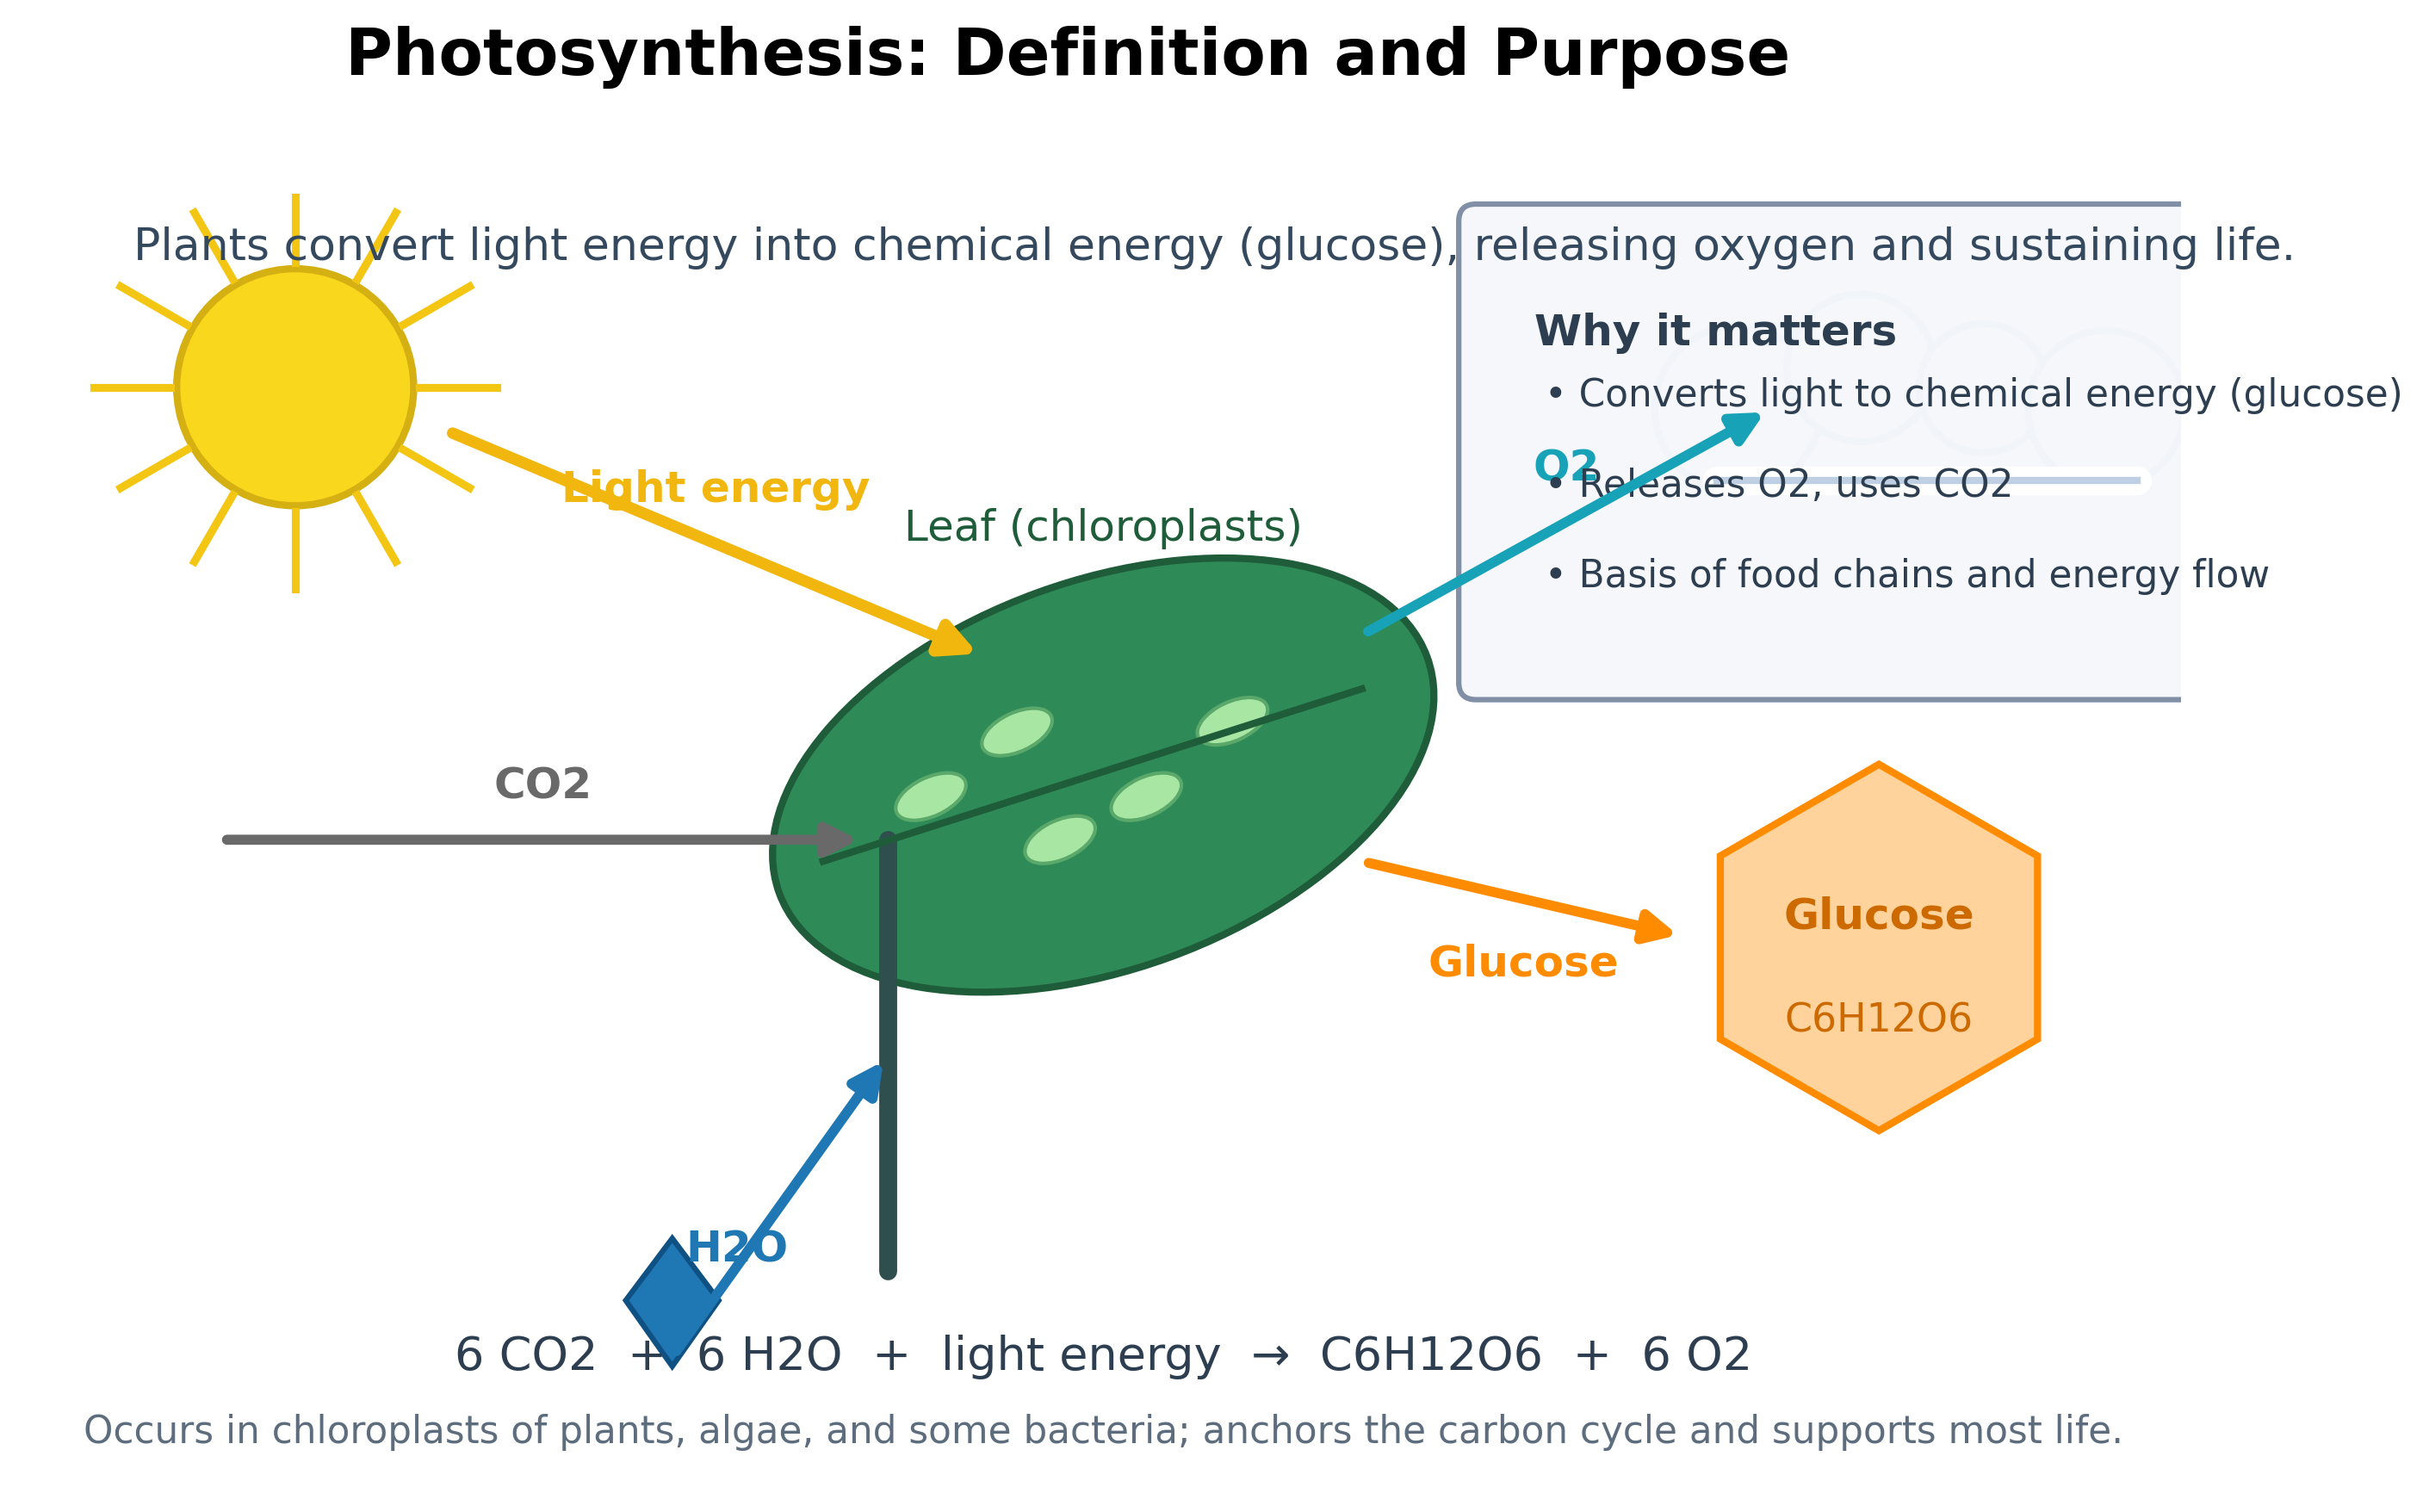 Photosynthesis: Definition and Purpose
Plants convert light energy into chemical energy (glucose), releasing oxygen and sustaining life.
Why it matters
• Converts light to chemical energy (glucose)
O2
• Releases O2, uses CO2
Light energy
Leaf (chloroplasts)
• Basis of food chains and energy flow
CO2
Glucose
Glucose
C6H12O6
H2O
6 CO2 + 6 H2O + light energy → C6H12O6 + 6 O2
Occurs in chloroplasts of plants, algae, and some bacteria; anchors the carbon cycle and supports most life.